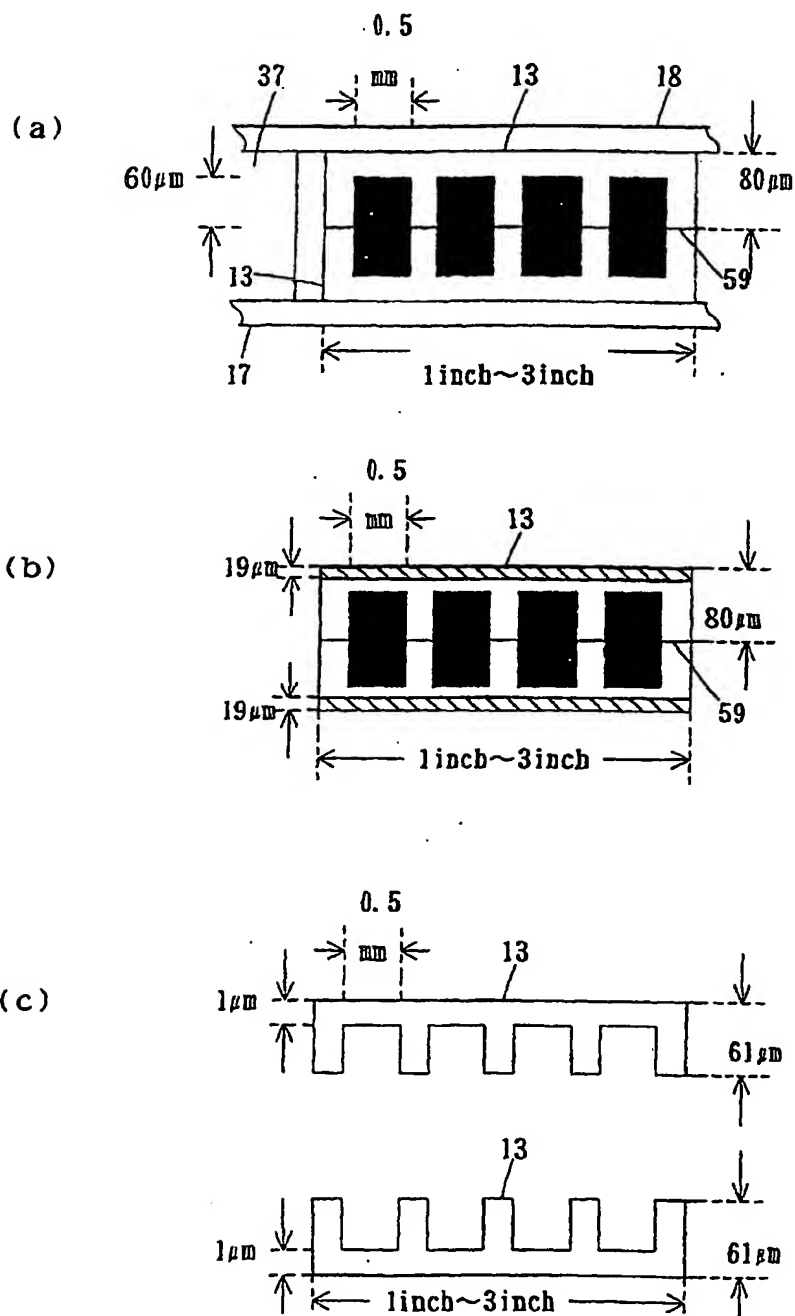 0.5
mm
37
13
18
(a)
60μm
80μm
13
59
17
1inch~3inch
0.5
mm
13
(b)
19μm
80μm
19μm
59
1inch~3inch
0.5
mm
13
(c)
1μm
61μm
13
1μm
61μm
1inch~3inch